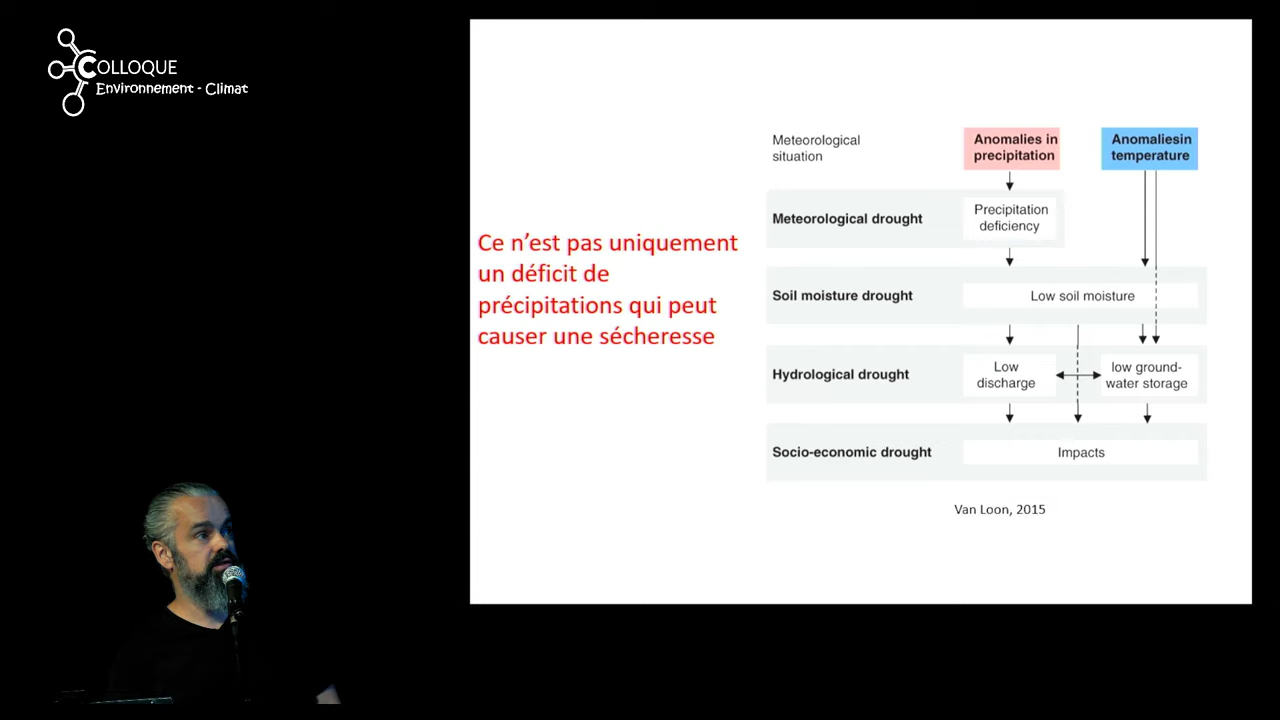 COLLOQUE
Environnement - Climat
Ce n’est pas uniquement
un déficit de
précipitations qui peut
causer une sécheresse
Meteorological
situation
Anomalies in
precipitation
Anomaliesin
temperature
Meteorological drought
Precipitation
deficiency
Soil moisture drought
Low soil moisture
Hydrological drought
Low
discharge
low ground-
water storage
Socio-economic drought
Impacts
Van Loon, 2015